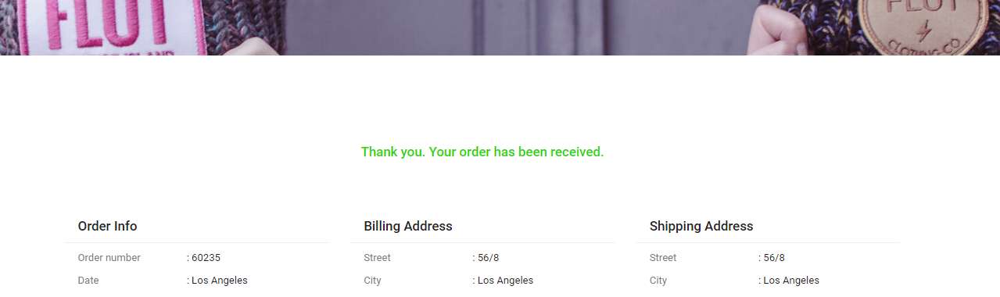 FLOT
FLOT
CLOTHING CO
Thank you. Your order has been received.
Order Info
Order number : 60235
Date : Los Angeles
Billing Address
Street : 56/8
City : Los Angeles
Shipping Address
Street : 56/8
City : Los Angeles